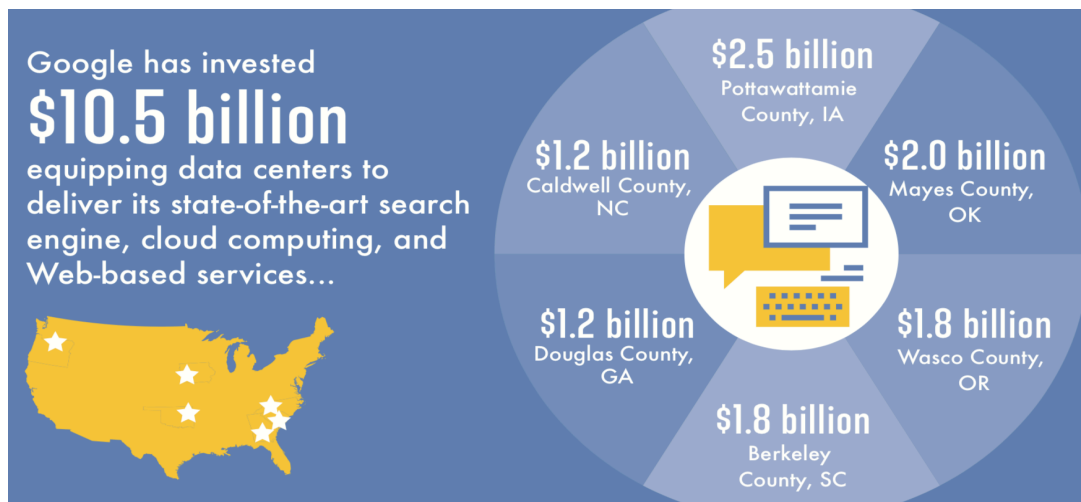 Google has invested
$10.5 billion
equipping data centers to
deliver its state-of-the-art search
engine, cloud computing, and
Web-based services...
$2.5 billion
Pottawattamie
County, IA
$2.0 billion
Mayes County,
OK
$1.8 billion
Wasco County,
OR
$1.8 billion
Berkeley
County, SC
$1.2 billion
Douglas County,
GA
$1.2 billion
Caldwell County,
NC